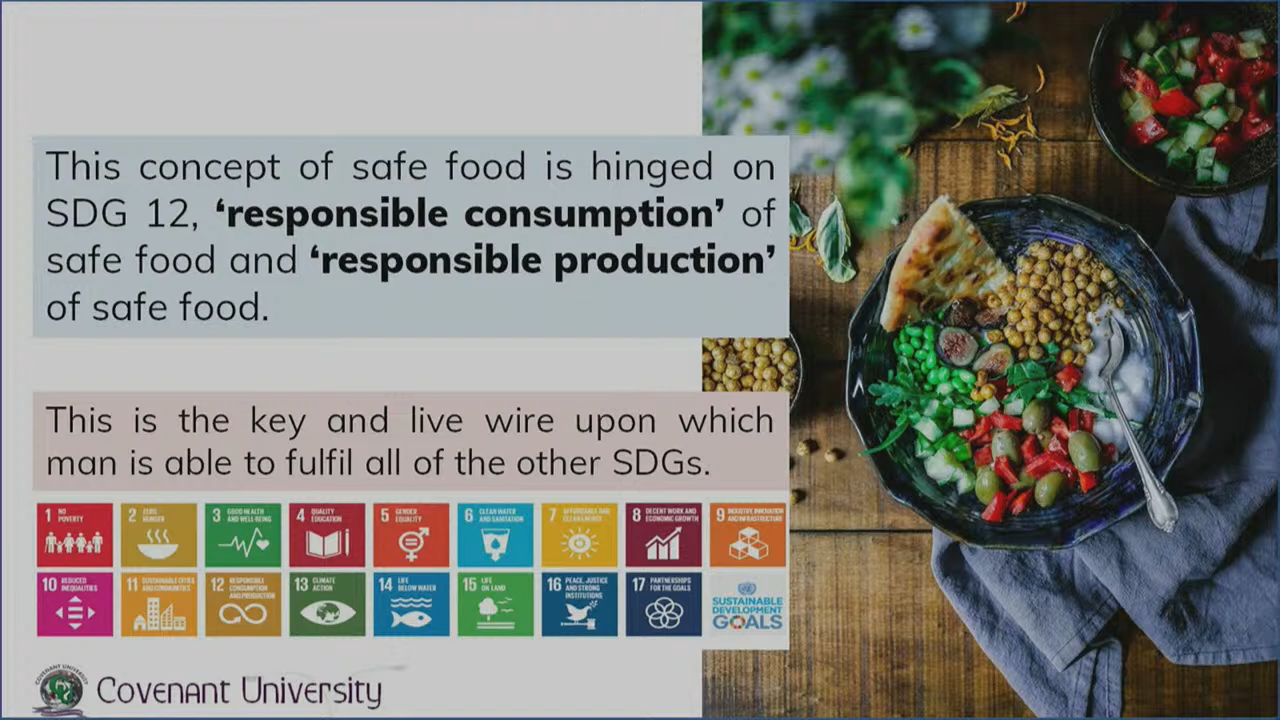 This concept of safe food is hinged on
SDG 12, ‘responsible consumption’ of
safe food and ‘responsible production’
of safe food.
This is the key and live wire upon which
man is able to fulfil all of the other SDGs.
1 NO POVERTY
2 ZERO HUNGER
3 GOOD HEALTH AND WELL-BEING
4 QUALITY EDUCATION
5 GENDER EQUALITY
6 CLEAN WATER AND SANITATION
7 AFFORDABLE AND CLEAN ENERGY
8 DECENT WORK AND ECONOMIC GROWTH
9 INDUSTRY, INNOVATION AND INFRASTRUCTURE
10 REDUCED INEQUALITIES
11 SUSTAINABLE CITIES AND COMMUNITIES
12 RESPONSIBLE CONSUMPTION AND PRODUCTION
13 CLIMATE ACTION
14 LIFE BELOW WATER
15 LIFE ON LAND
16 PEACE, JUSTICE AND STRONG INSTITUTIONS
17 PARTNERSHIPS FOR THE GOALS
SUSTAINABLE
DEVELOPMENT
GOALS
COVENANT UNIVERSITY
Covenant University